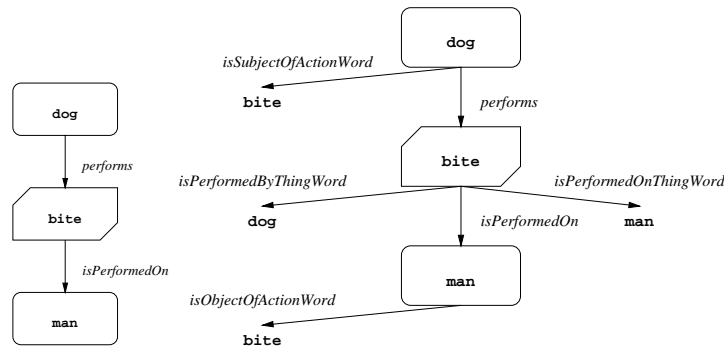 dog
performs
bite
isPerformedOn
man
dog
isSubjectOfActionWord
bite
performs
bite
isPerformedByThingWord
isPerformedOnThingWord
dog
isPerformedOn
man
man
isObjectOfActionWord
bite